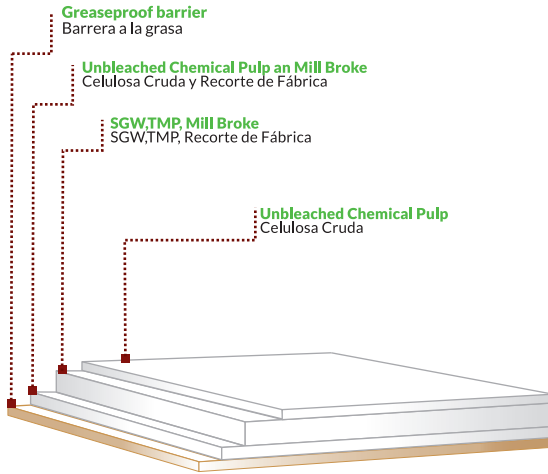 Greaseproof barrier
Barrera a la grasa
Unbleached Chemical Pulp an Mill Broke
Celulosa Cruda y Recorte de Fábrica
SGW,TMP, Mill Broke
SGW,TMP, Recorte de Fábrica
Unbleached Chemical Pulp
Celulosa Cruda